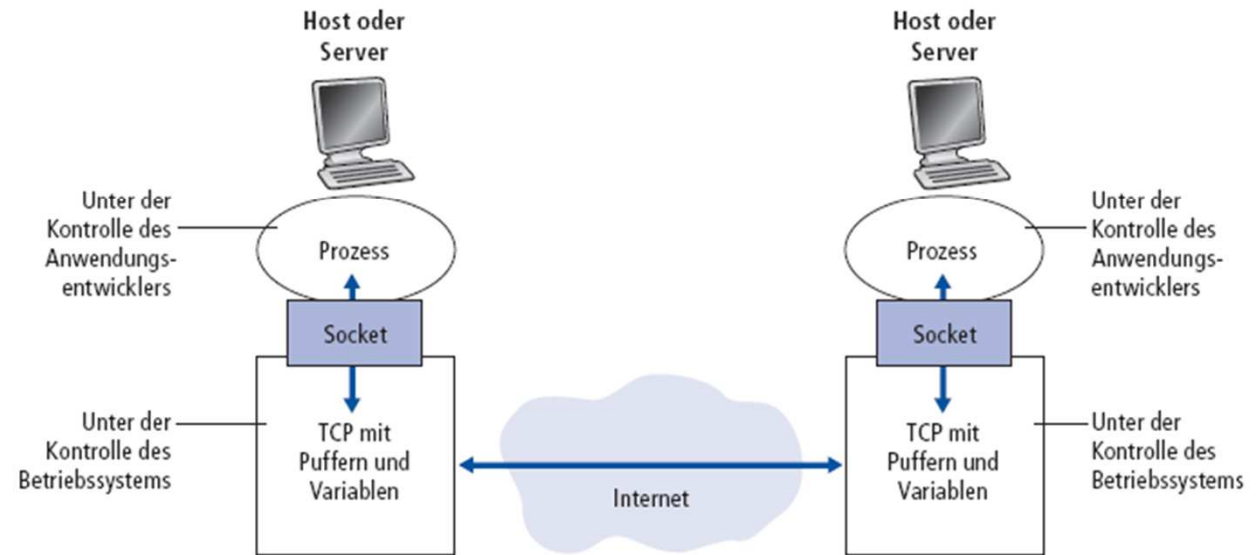 Host oder
Server
Host oder
Server
Unter der
Kontrolle des
Anwendungs-
entwicklers
Prozess
Prozess
Unter der
Kontrolle des
Anwendungs-
entwicklers
Socket
Socket
Unter der
Kontrolle des
Betriebssystems
TCP mit
Puffern und
Variablen
Internet
TCP mit
Puffern und
Variablen
Unter der
Kontrolle des
Betriebssystems